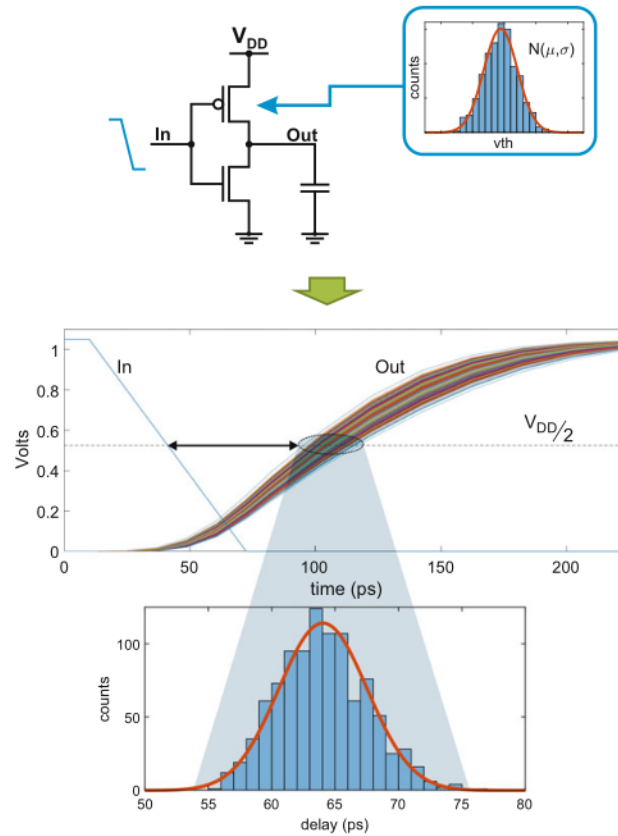 V_DD
In
Out
N(μ,σ)
counts
vth
In
Out
V_DD/2
Volts
1
0.8
0.6
0.4
0.2
0
0 50 100 150 200
time (ps)
counts
100
50
0
50 55 60 65 70 75 80
delay (ps)